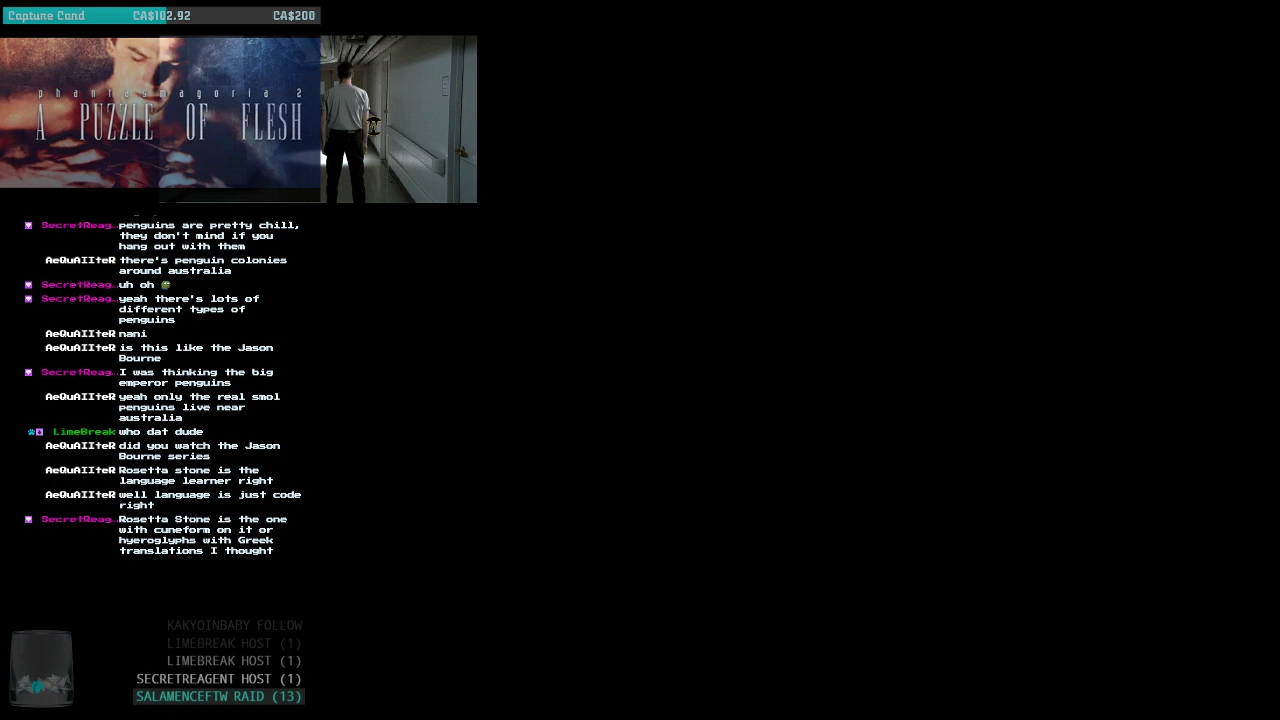 Capture Card CA$102.92 CA$200
phantasmagoria 2
A PUZZLE OF FLESH
SecretReag… penguins are pretty chill,
they don't mind if you
hang out with them
AeQuAIIteR there's penguin colonies
around australia
SecretReag… uh oh
SecretReag… yeah there's lots of
different types of
penguins
AeQuAIIteR nani
AeQuAIIteR is this like the Jason
Bourne
SecretReag… I was thinking the big
emperor penguins
AeQuAIIteR yeah only the real smol
penguins live near
australia
LimeBreak who dat dude
AeQuAIIteR did you watch the Jason
Bourne series
AeQuAIIteR Rosetta stone is the
language learner right
AeQuAIIteR well language is just code
right
SecretReag… Rosetta Stone is the one
with cuneform on it or
hyeroglyphs with Greek
translations I thought
KAKYOINBABY FOLLOW
LIMEBREAK HOST (1)
LIMEBREAK HOST (1)
SECRETREAGENT HOST (1)
SALAMENCEFTW RAID (13)